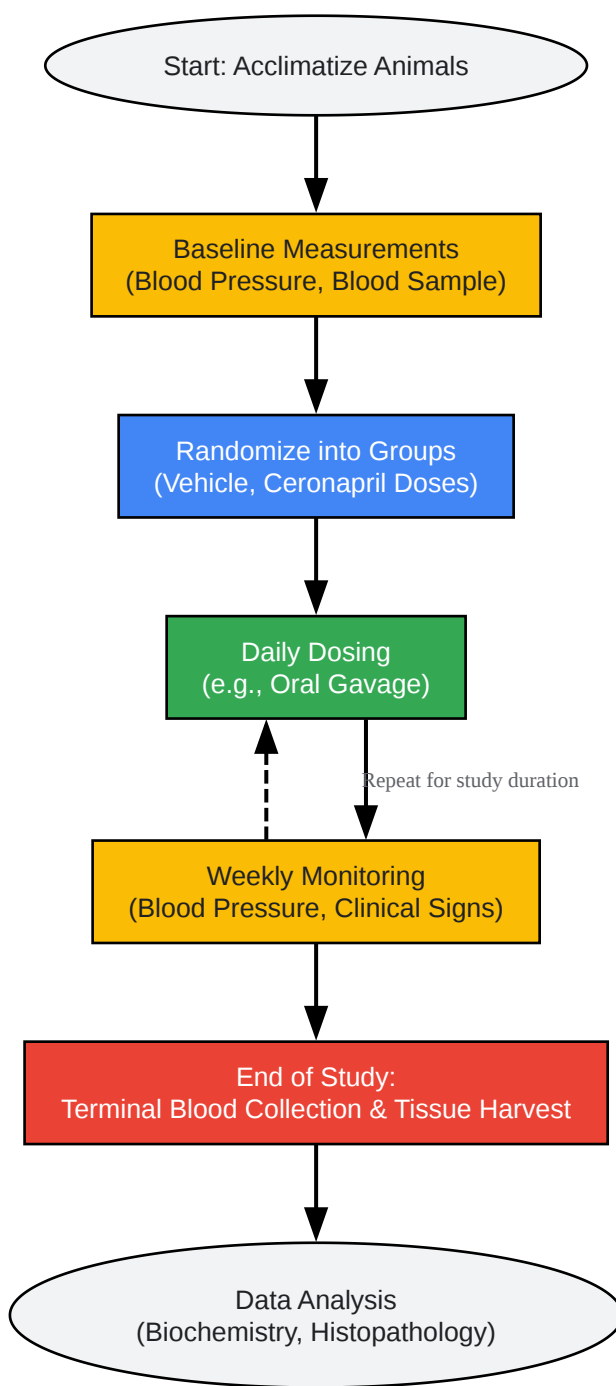 Start: Acclimatize Animals
Baseline Measurements
(Blood Pressure, Blood Sample)
Randomize into Groups
(Vehicle, Ceronapril Doses)
Daily Dosing
(e.g., Oral Gavage)
Repeat for study duration
Weekly Monitoring
(Blood Pressure, Clinical Signs)
End of Study:
Terminal Blood Collection & Tissue Harvest
Data Analysis
(Biochemistry, Histopathology)